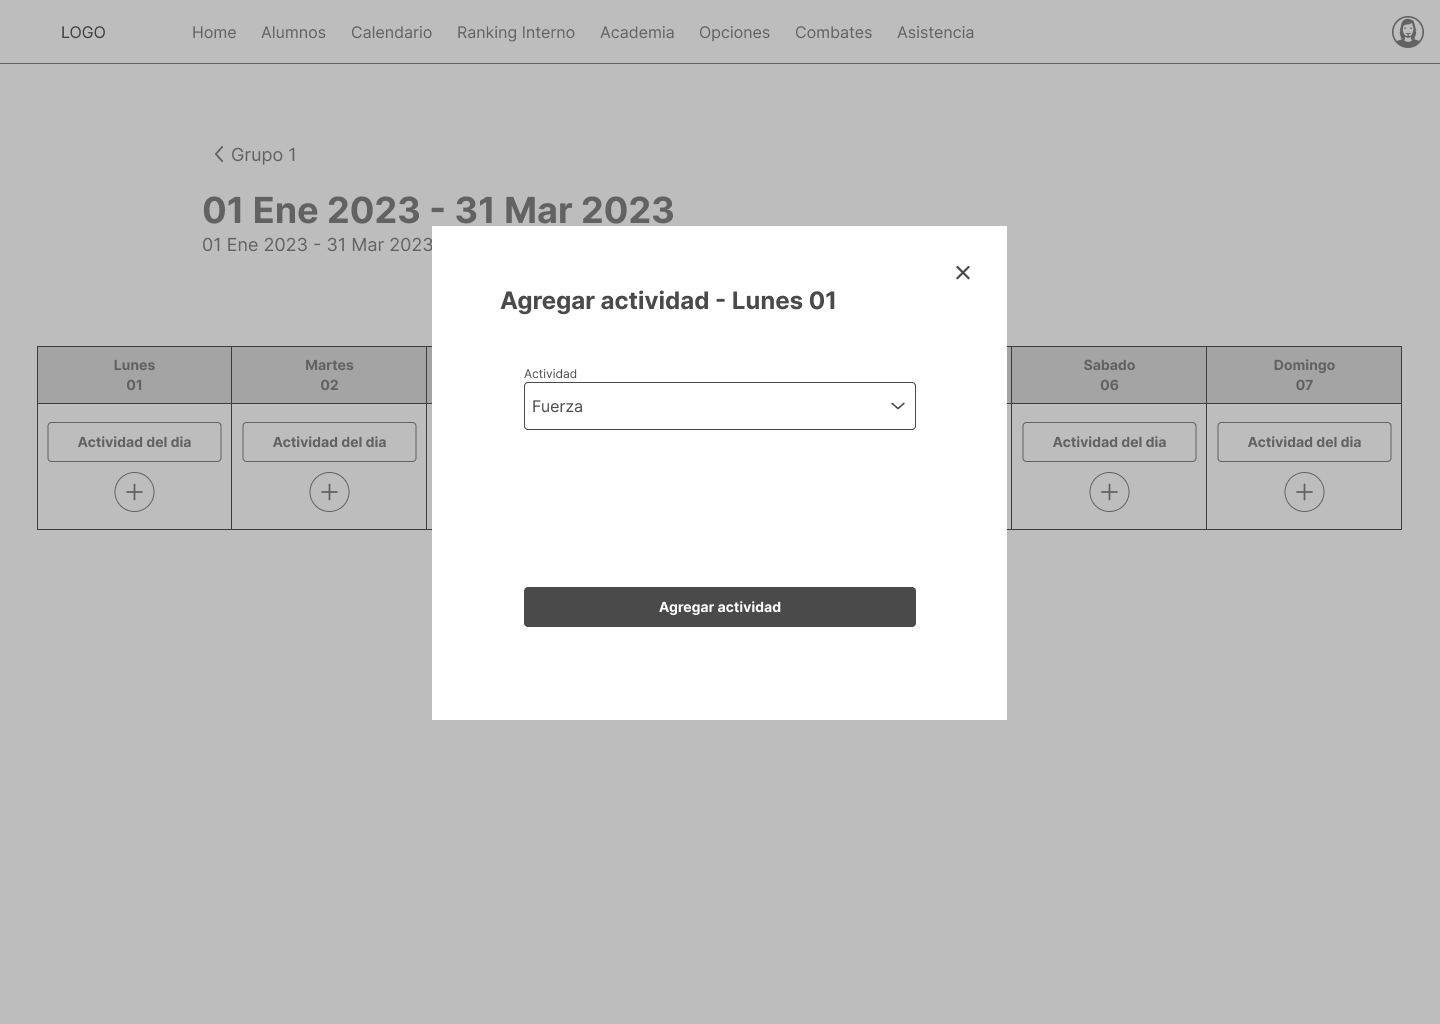 LOGO
Home Alumnos Calendario Ranking Interno Academia Opciones Combates Asistencia
Grupo 1
01 Ene 2023 - 31 Mar 2023
01 Ene 2023 - 31 Mar 2023
Agregar actividad - Lunes 01
Actividad
Fuerza
Agregar actividad
Lunes
01
Martes
02
Sabado
06
Domingo
07
Actividad del dia
Actividad del dia
Actividad del dia
Actividad del dia